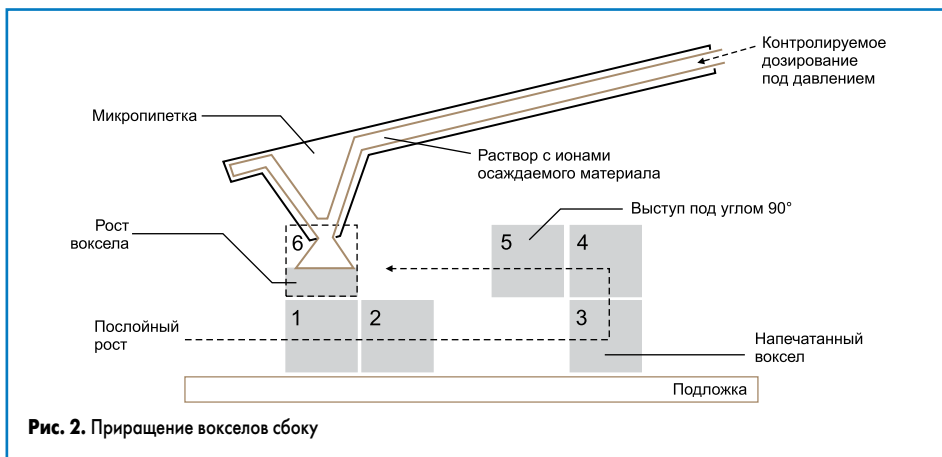 Контролируемое
дозирование
под давлением
Микропипетка
Раствор с ионами
осаждаемого материала
Выступ под углом 90°
Рост
воксела
6
5
4
Послойный
рост
1
2
3
Напечатанный
воксел
Подложка
Рис. 2. Приращение вокселов сбоку